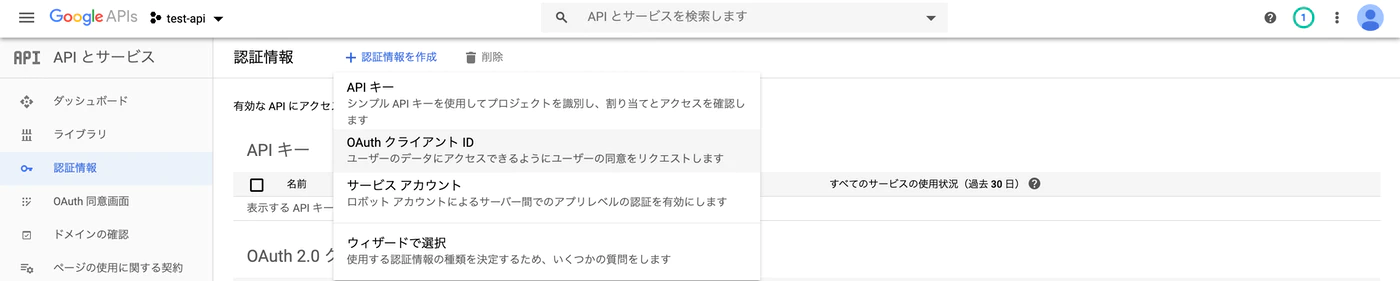 Google APIs test-api API とサービスを検索します 1
API API とサービス 認証情報 認証情報を作成 削除
ダッシュボード
ライブラリ
認証情報
OAuth 同意画面
ドメインの確認
ページの使用に関する契約
有効な API にアクセ
API キー
シンプル API キーを使用してプロジェクトを識別し、割り当てとアクセスを確認し
ます
OAuth クライアント ID
ユーザーのデータにアクセスできるようにユーザーの同意をリクエストします
サービス アカウント
ロボット アカウントによるサーバー間でのアプリレベルの認証を有効にします
ウィザードで選択
使用する認証情報の種類を決定するため、いくつかの質問をします
API キー
名前 すべてのサービスの使用状況（過去 30 日）
表示する API キー
OAuth 2.0 ク